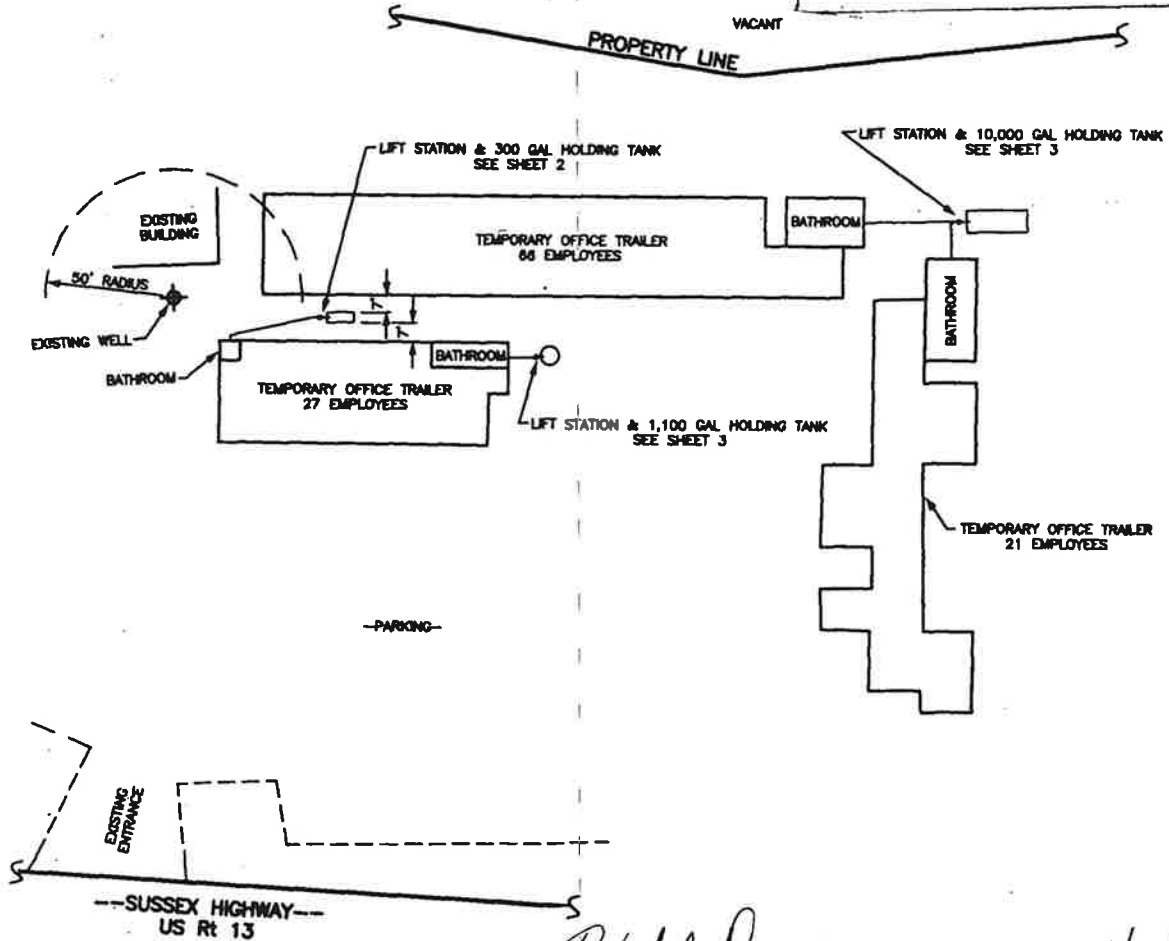 VACANT
PROPERTY LINE
LIFT STATION & 300 GAL HOLDING TANK
SEE SHEET 2
LIFT STATION & 10,000 GAL HOLDING TANK
SEE SHEET 3
EXISTING
BUILDING
TEMPORARY OFFICE TRAILER
66 EMPLOYEES
BATHROOM
50' RADIUS
EXISTING WELL
7'
7'
BATHROOM
BATHROOM
BATHROOM
TEMPORARY OFFICE TRAILER
27 EMPLOYEES
LIFT STATION & 1,100 GAL HOLDING TANK
SEE SHEET 3
TEMPORARY OFFICE TRAILER
21 EMPLOYEES
-PARKING-
EXISTING
ENTRANCE
---SUSSEX HIGHWAY---
US Rt 13